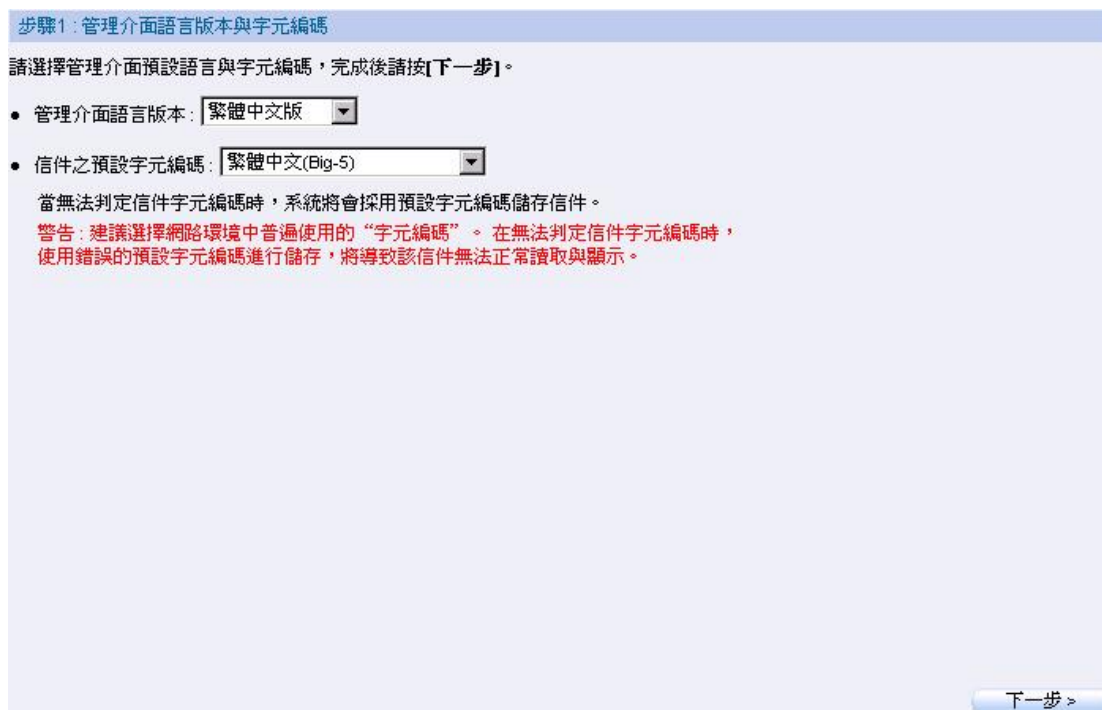 步驟1 : 管理介面語言版本與字元編碼
請選擇管理介面預設語言與字元編碼,完成後請按[下一步]。
● 管理介面語言版本 : 繁體中文版
● 信件之預設字元編碼 : 繁體中文(Big-5)
當無法判定信件字元編碼時,系統將會採用預設字元編碼儲存信件。
警告 : 建議選擇網路環境中普遍使用的“字元編碼”。 在無法判定信件字元編碼時,
使用錯誤的預設字元編碼進行儲存,將導致該信件無法正常讀取與顯示。
下一步 >